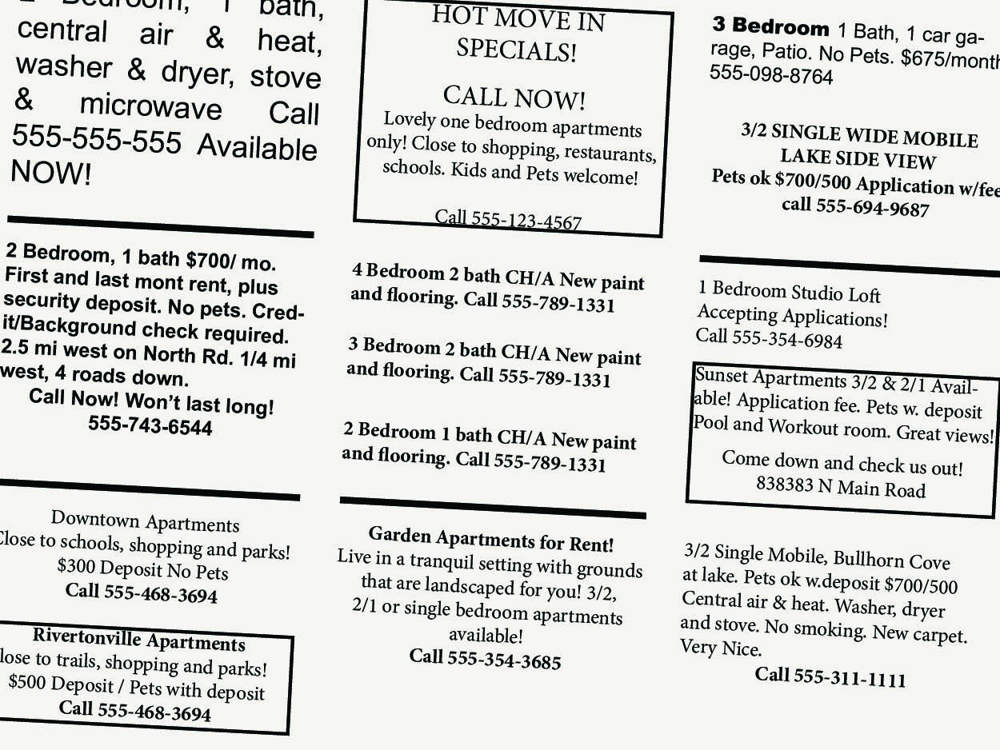 2 Bedroom, 1 bath,
central air & heat,
washer & dryer, stove
& microwave Call
555-555-555 Available
NOW!
2 Bedroom, 1 bath $700/ mo.
First and last mont rent, plus
security deposit. No pets. Cred-
it/Background check required.
2.5 mi west on North Rd. 1/4 mi
west, 4 roads down.
Call Now! Won't last long!
555-743-6544
Downtown Apartments
Close to schools, shopping and parks!
$300 Deposit No Pets
Call 555-468-3694
Rivertonville Apartments
lose to trails, shopping and parks!
$500 Deposit / Pets with deposit
Call 555-468-3694
HOT MOVE IN
SPECIALS!
CALL NOW!
Lovely one bedroom apartments
only! Close to shopping, restaurants,
schools. Kids and Pets welcome!
Call 555-123-4567
4 Bedroom 2 bath CH/A New paint
and flooring. Call 555-789-1331
3 Bedroom 2 bath CH/A New paint
and flooring. Call 555-789-1331
2 Bedroom 1 bath CH/A New paint
and flooring. Call 555-789-1331
Garden Apartments for Rent!
Live in a tranquil setting with grounds
that are landscaped for you! 3/2,
2/1 or single bedroom apartments
available!
Call 555-354-3685
3 Bedroom 1 Bath, 1 car ga-
rage, Patio. No Pets. $675/month
555-098-8764
3/2 SINGLE WIDE MOBILE
LAKE SIDE VIEW
Pets ok $700/500 Application w/fee
call 555-694-9687
1 Bedroom Studio Loft
Accepting Applications!
Call 555-354-6984
Sunset Apartments 3/2 & 2/1 Avail-
able! Application fee. Pets w. deposit
Pool and Workout room. Great views!
Come down and check us out!
838383 N Main Road
3/2 Single Mobile, Bullhorn Cove
at lake. Pets ok w.deposit $700/500
Central air & heat. Washer, dryer
and stove. No smoking. New carpet.
Very Nice.
Call 555-311-1111